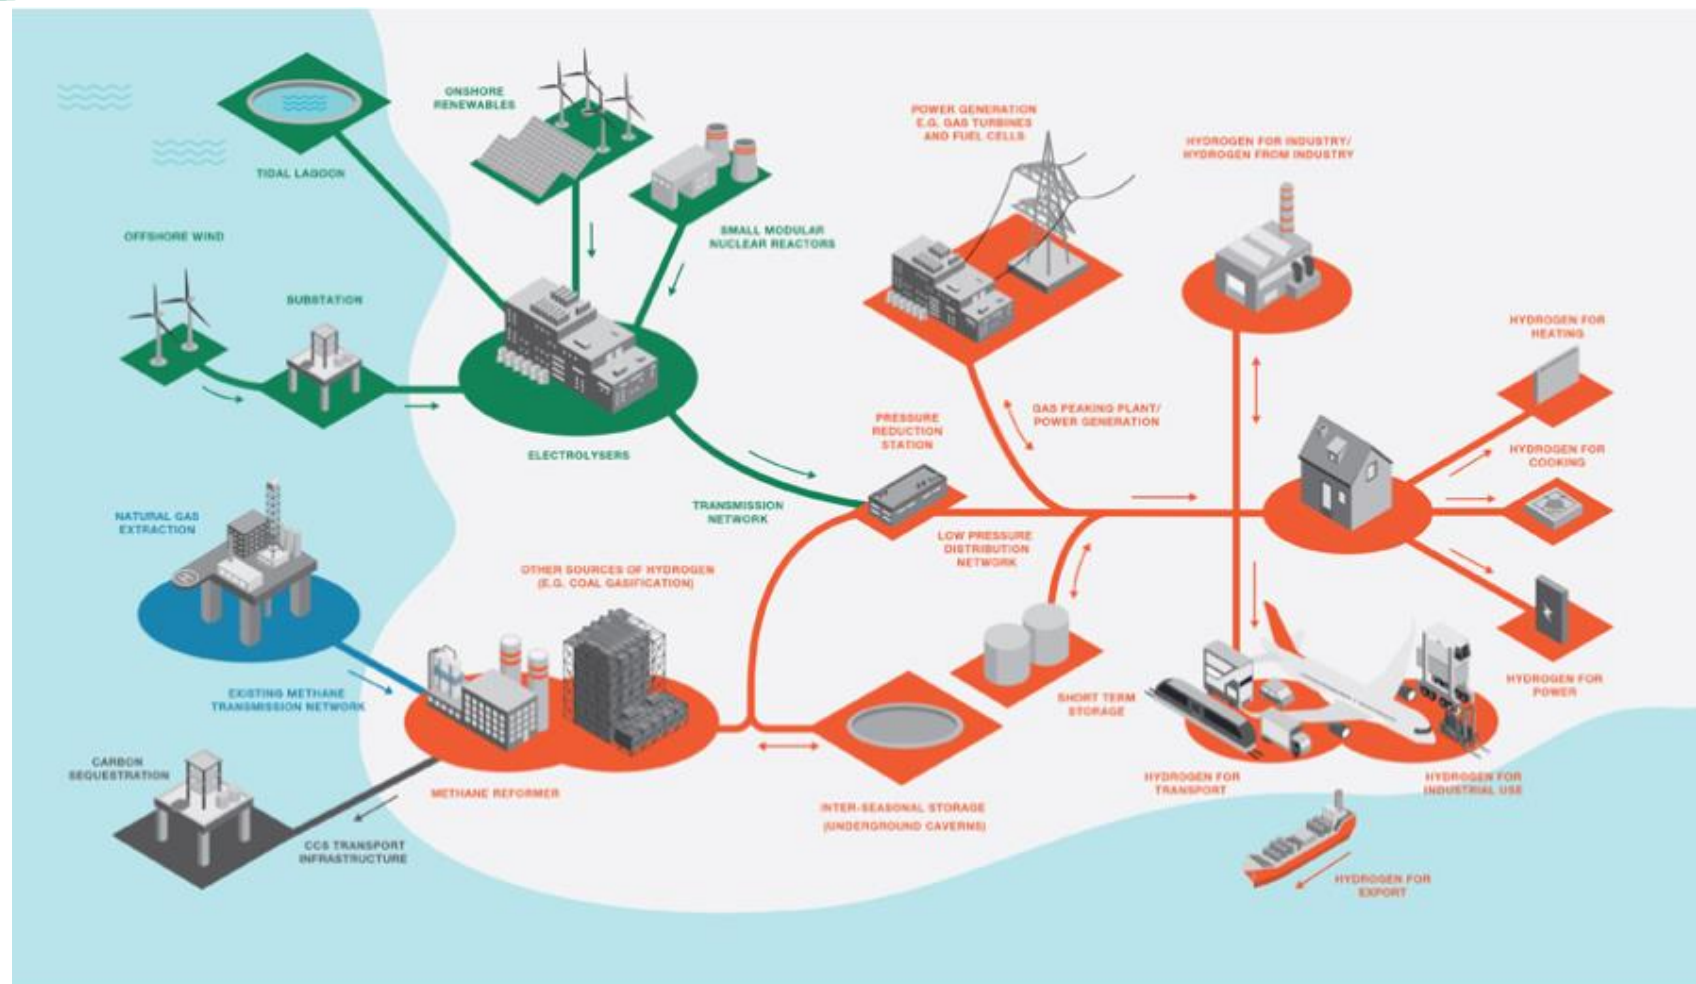 ONSHORE
RENEWABLES
TIDAL LAGOON
OFFSHORE WIND
SUBSTATION
SMALL MODULAR
NUCLEAR REACTORS
ELECTROLYSERS
POWER GENERATION
E.G. GAS TURBINES
AND FUEL CELLS
HYDROGEN FOR INDUSTRY/
HYDROGEN FROM INDUSTRY
HYDROGEN FOR
HEATING
GAS PEAKING PLANT/
POWER GENERATION
PRESSURE
REDUCTION
STATION
HYDROGEN FOR
COOKING
TRANSMISSION
NETWORK
NATURAL GAS
EXTRACTION
LOW PRESSURE
DISTRIBUTION
NETWORK
OTHER SOURCES OF HYDROGEN
(E.G. COAL GASIFICATION)
HYDROGEN FOR
POWER
EXISTING METHANE
TRANSMISSION NETWORK
SHORT TERM
STORAGE
CARBON
SEQUESTRATION
METHANE REFORMER
HYDROGEN FOR
TRANSPORT
HYDROGEN FOR
INDUSTRIAL USE
INTER-SEASONAL STORAGE
(UNDERGROUND CAVERNS)
CCS TRANSPORT
INFRASTRUCTURE
HYDROGEN FOR
EXPORT